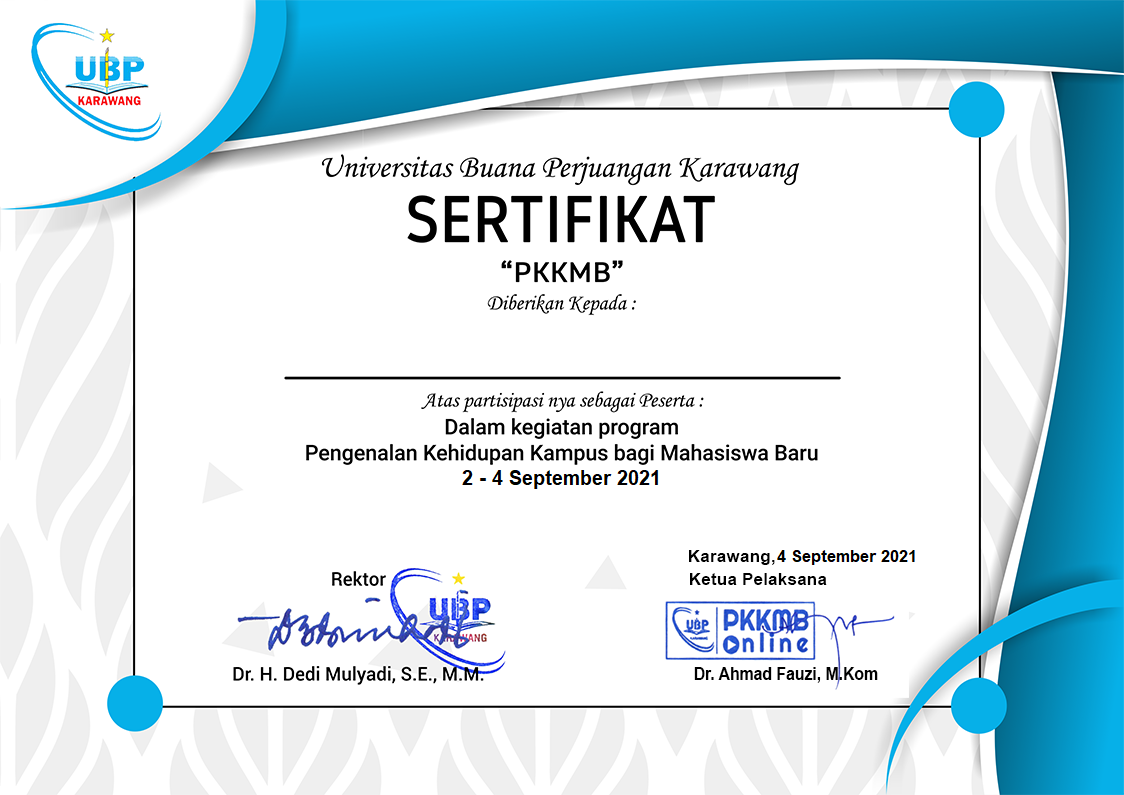 UBP
KARAWANG
Universitas Buana Perjuangan Karawang
SERTIFIKAT
“PKKMB”
Diberikan Kepada :
Atas partisipasi nya sebagai Peserta :
Dalam kegiatan program
Pengenalan Kehidupan Kampus bagi Mahasiswa Baru
2 - 4 September 2021
Karawang,4 September 2021
Rektor
Ketua Pelaksana
UBP
KARAWANG
UBP
KARAWANG
PKKMB
Online
Dr. H. Dedi Mulyadi, S.E., M.M.
Dr. Ahmad Fauzi, M.Kom